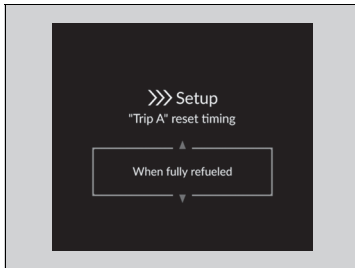 >>> Setup
"Trip A" reset timing
When fully refueled